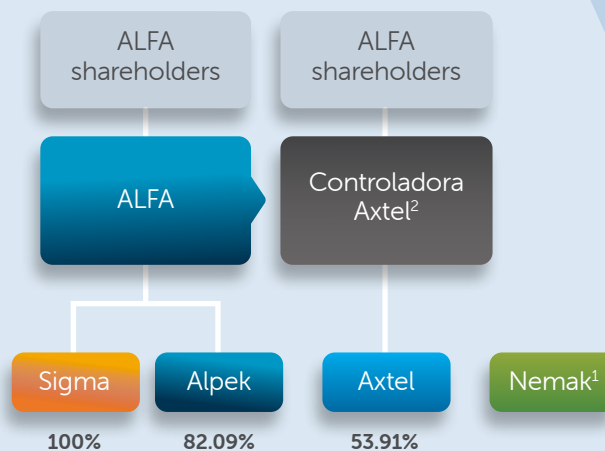 ALFA
shareholders
ALFA
shareholders
ALFA
Controladora
Axtel²
Sigma
Alpek
Axtel
Nemak¹
100%
82.09%
53.91%